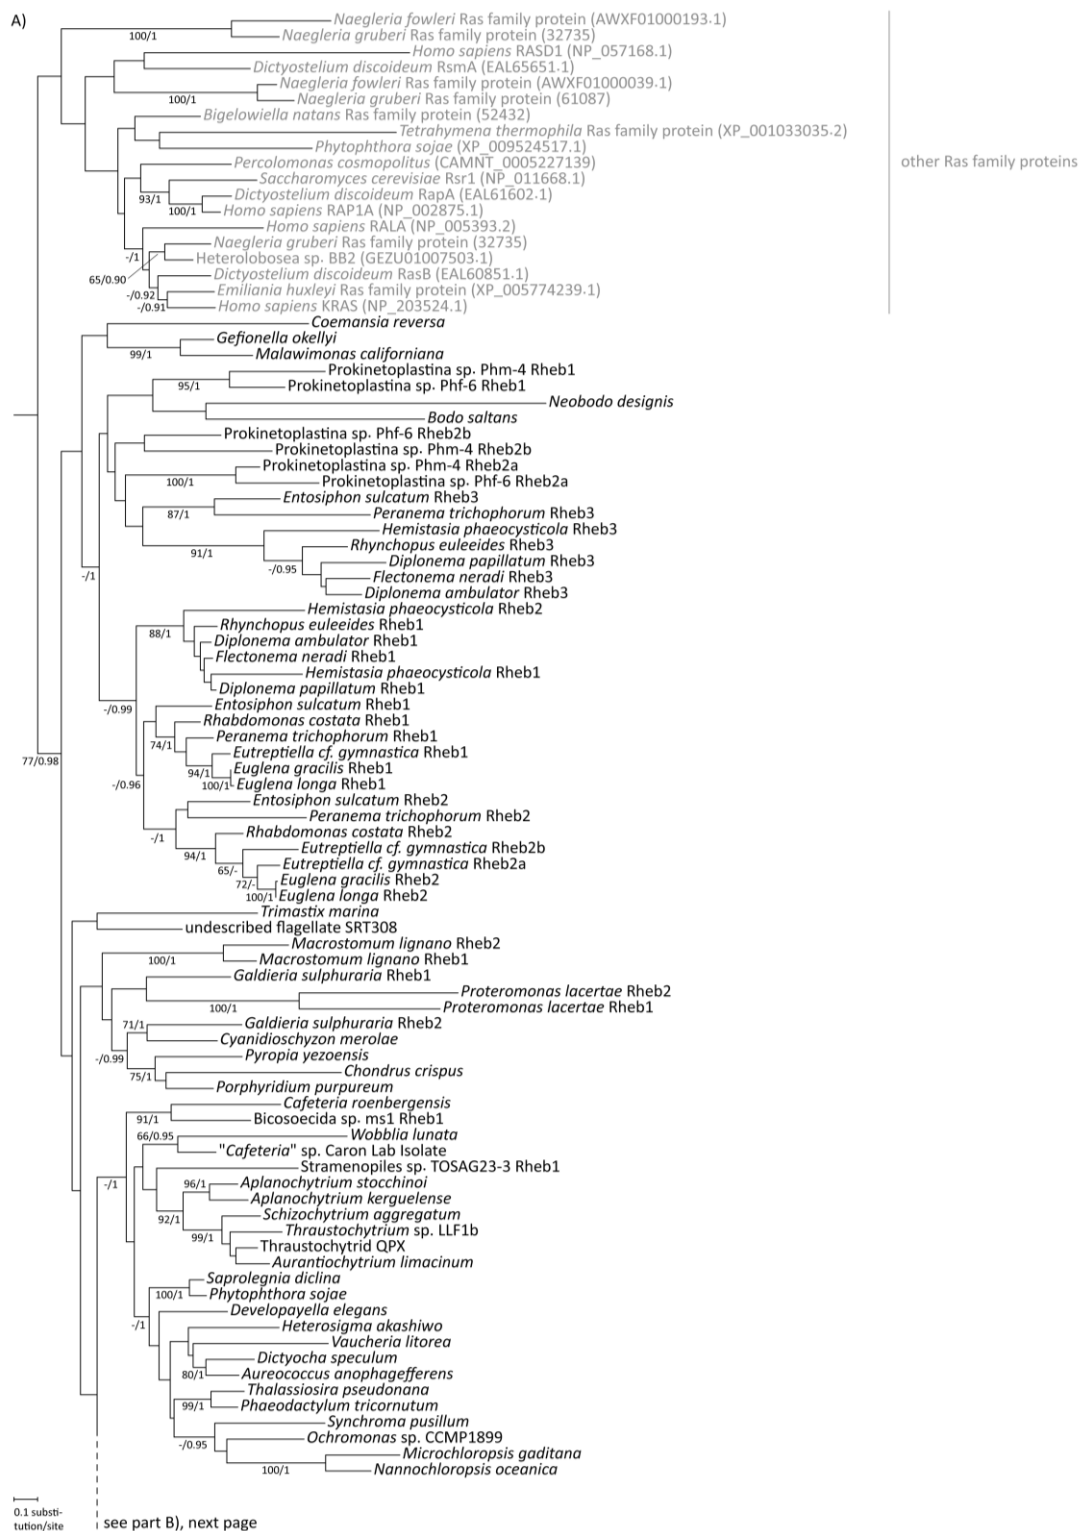 A)
Naegleria fowleri Ras family protein (AWXF01000193.1)
100/1
Naegleria gruberi Ras family protein (32735)
Homo sapiens RASD1 (NP_057168.1)
Dictyostelium discoideum RsmA (EAL65651.1)
Naegleria fowleri Ras family protein (AWXF01000039.1)
100/1
Naegleria gruberi Ras family protein (61087)
Bigelowiella natans Ras family protein (52432)
Tetrahymena thermophila Ras family protein (XP_001033035.2)
Phytophthora sojae (XP_009524517.1)
other Ras family proteins
Percolomonas cosmopolitus (CAMNT_0005227139)
Saccharomyces cerevisiae Rsr1 (NP_011668.1)
93/1
Dictyostelium discoideum RapA (EAL61602.1)
100/1
Homo sapiens RAP1A (NP_002875.1)
Homo sapiens RALA (NP_005393.2)
Naegleria gruberi Ras family protein (32735)
-/1
Heterolobosea sp. BB2 (GEZU01007503.1)
65/0.90
Dictyostelium discoideum RasB (EAL60851.1)
Emiliania huxleyi Ras family protein (XP_005774239.1)
-/0.92
-/0.91
Homo sapiens KRAS (NP_203524.1)
Coemansia reversa
Gefionella okellyi
99/1
Malawimonas californiana
Prokinetoplastina sp. Phm-4 Rheb1
95/1
Prokinetoplastina sp. Phf-6 Rheb1
Neobodo designis
Bodo saltans
Prokinetoplastina sp. Phf-6 Rheb2b
Prokinetoplastina sp. Phm-4 Rheb2b
Prokinetoplastina sp. Phm-4 Rheb2a
100/1
Prokinetoplastina sp. Phf-6 Rheb2a
Entosiphon sulcatum Rheb3
87/1
Peranema trichophorum Rheb3
Hemistasia phaeocysticola Rheb3
Rhynchopus euleeides Rheb3
91/1
Diplonema papillatum Rheb3
-/0.95
-/1
Flectonema neradi Rheb3
Diplonema ambulator Rheb3
Hemistasia phaeocysticola Rheb2
Rhynchopus euleeides Rheb1
88/1
Diplonema ambulator Rheb1
Flectonema neradi Rheb1
Hemistasia phaeocysticola Rheb1
Diplonema papillatum Rheb1
Entosiphon sulcatum Rheb1
-/0.99
Rhabdomonas costata Rheb1
Peranema trichophorum Rheb1
74/1
Eutreptiella cf. gymnastica Rheb1
77/0.98
Euglena gracilis Rheb1
94/1
Euglena longa Rheb1
100/1
-/0.96
Entosiphon sulcatum Rheb2
Peranema trichophorum Rheb2
Rhabdomonas costata Rheb2
-/1
Eutreptiella cf. gymnastica Rheb2b
94/1
Eutreptiella cf. gymnastica Rheb2a
65/-
Euglena gracilis Rheb2
72/-
Euglena longa Rheb2
100/1
Trimastix marina
undescribed flagellate SRT308
Macrostomum lignano Rheb2
100/1
Macrostomum lignano Rheb1
Galdieria sulphuraria Rheb1
Proteromonas lacertae Rheb2
100/1
Proteromonas lacertae Rheb1
71/1
Galdieria sulphuraria Rheb2
Cyanidioschyzon merolae
-/0.99
Pyropia yezoensis
75/1
Chondrus crispus
Porphyridium purpureum
Cafeteria roenbergensis
91/1
Bicosoecida sp. ms1 Rheb1
66/0.95
Wobblia lunata
"Cafeteria" sp. Caron Lab Isolate
Stramenopiles sp. TOSAG23-3 Rheb1
-/1
96/1
Aplanochytrium stocchinoi
Aplanochytrium kerguelense
92/1
Schizochytrium aggregatum
99/1
Thraustochytrium sp. LLF1b
Thraustochytrid QPX
Aurantiochytrium limacinum
Saprolegnia diclina
100/1
Phytophthora sojae
Developayella elegans
-/1
Heterosigma akashiwo
Vaucheria litorea
Dictyocha speculum
80/1
Aureococcus anophagefferens
Thalassiosira pseudonana
99/1
Phaeodactylum tricornutum
Synchroma pusillum
Ochromonas sp. CCMP1899
-/0.95
Microchloropsis gaditana
100/1
Nannochloropsis oceanica
0.1 substi-
tution/site
see part B), next page